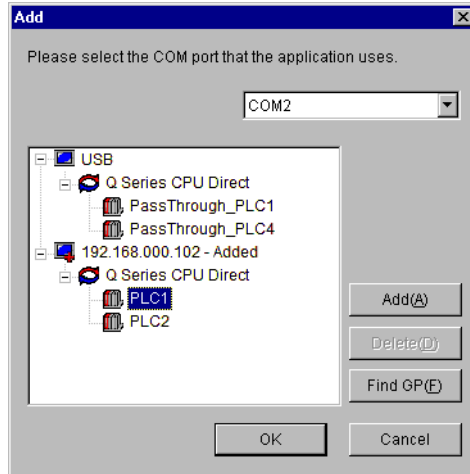 Add
Please select the COM port that the application uses.
COM2
USB
Q Series CPU Direct
PassThrough_PLC1
PassThrough_PLC4
192.168.000.102 - Added
Q Series CPU Direct
PLC1
PLC2
Add(A)
Delete(D)
Find GP(F)
OK
Cancel